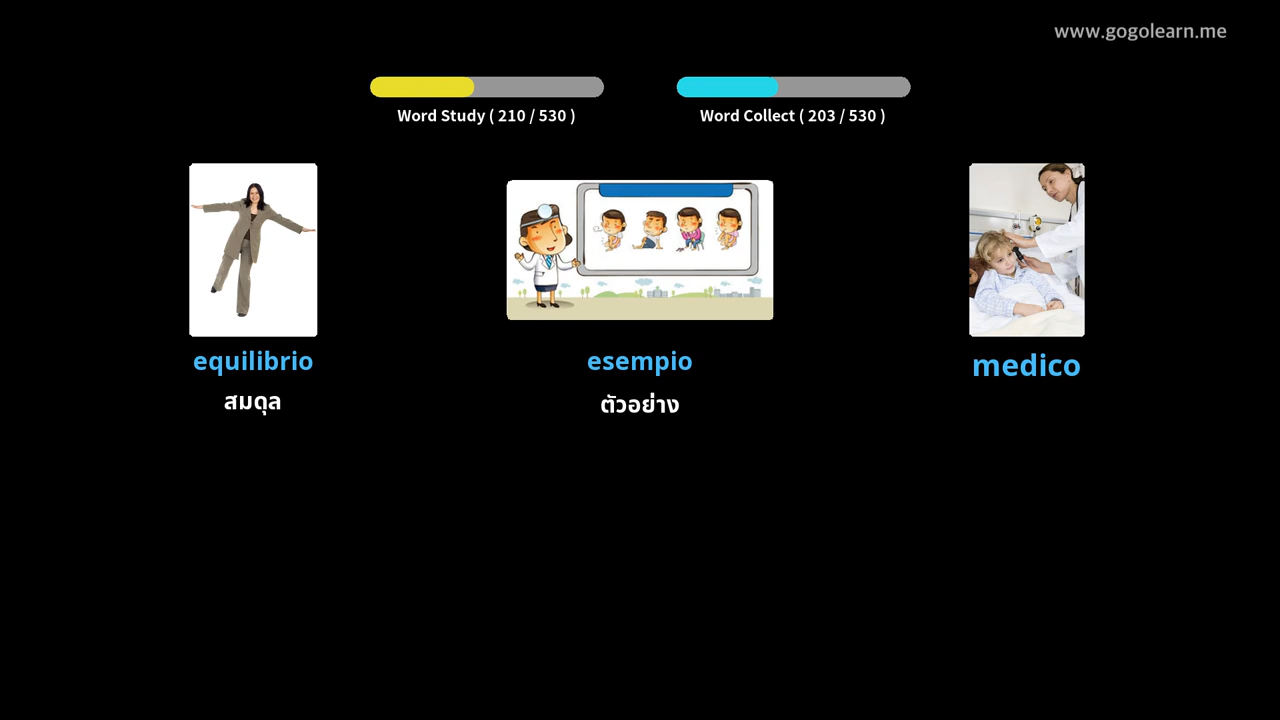 www.gogolearn.me
Word Study ( 210 / 530 )
Word Collect ( 203 / 530 )
equilibrio
สมดุล
esempio
ตัวอย่าง
medico